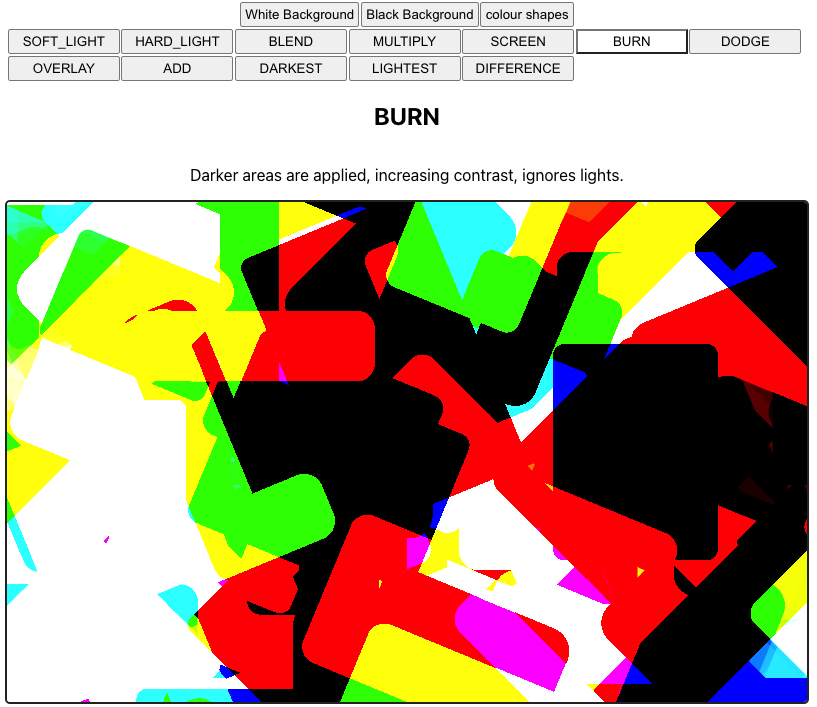 White Background Black Background colour shapes
SOFT_LIGHT HARD_LIGHT BLEND MULTIPLY SCREEN BURN DODGE
OVERLAY ADD DARKEST LIGHTEST DIFFERENCE
BURN
Darker areas are applied, increasing contrast, ignores lights.